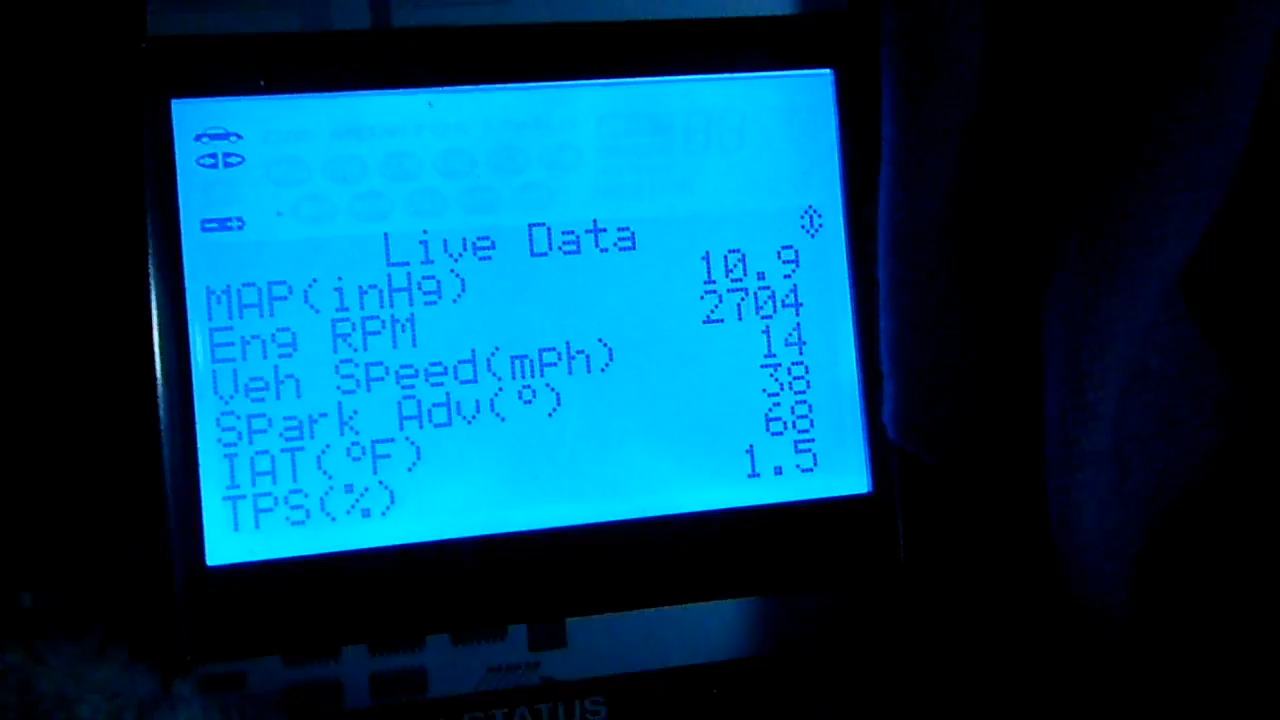 Live Data
MAP(inHg) 10.9
Eng RPM 2704
Veh Speed(mph) 14
Spark Adv(°) 38
IAT(°F) 68
TPS(%) 1.5
STATUS